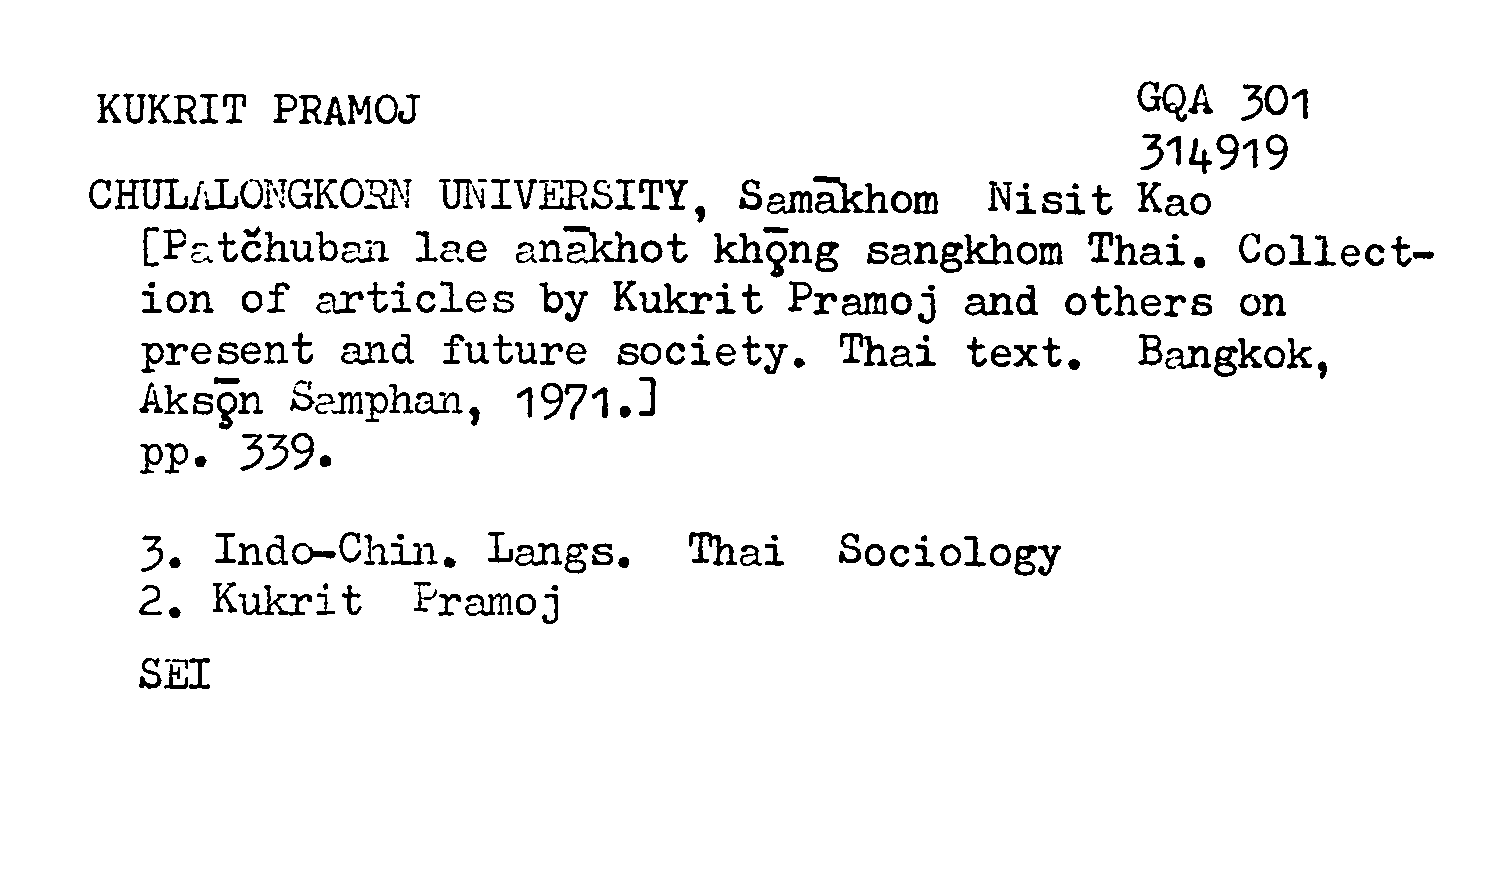 KUKRIT PRAMOJ
GQA 301
314919
CHULALONGKORN UNIVERSITY, Samākhom Nisit Kao
[Patčhuban lae anākhot khǭng sangkhom Thai. Collect-
ion of articles by Kukrit Pramoj and others on
present and future society. Thai text. Bangkok,
Aksǭn Samphan, 1971.]
pp. 339.
3. Indo-Chin. Langs. Thai Sociology
2. Kukrit Pramoj
SEI